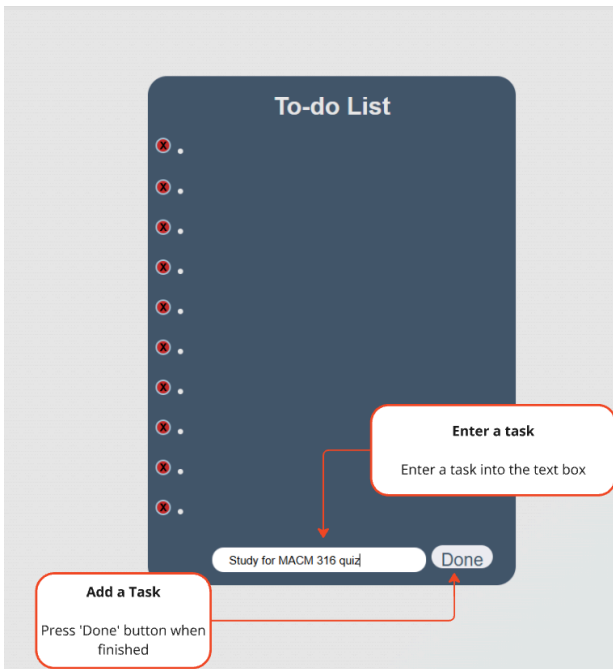 To-do List
X .
X .
X .
X .
X .
X .
X .
X .
X .
X .
Enter a task
Enter a task into the text box
Study for MACM 316 quiz
Done
Add a Task
Press 'Done' button when
finished